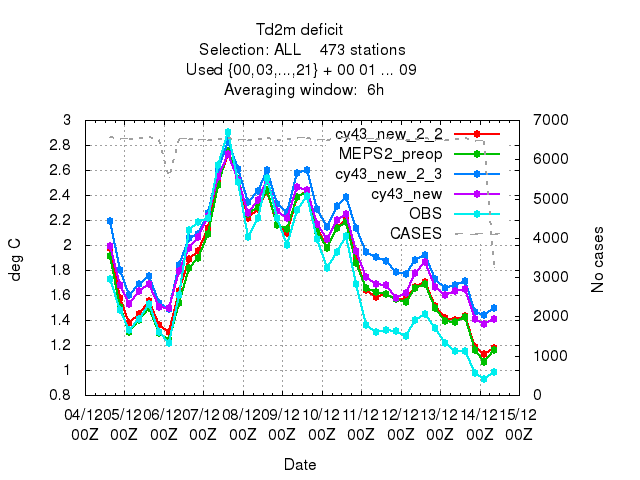 Td2m deficit
Selection: ALL 473 stations
Used {00,03,...,21} + 00 01 ... 09
Averaging window: 6h
3
2.8
2.6
2.4
2.2
2
1.8
1.6
1.4
1.2
1
0.8
deg C
7000
6000
5000
4000
3000
2000
1000
0
No cases
cy43_new_2_2
MEPS2_preop
cy43_new_2_3
cy43_new
OBS
CASES
04/12 05/12 06/12 07/12 08/12 09/12 10/12 11/12 12/12 13/12 14/12 15/12
00Z 00Z 00Z 00Z 00Z 00Z 00Z 00Z 00Z 00Z 00Z 00Z
Date